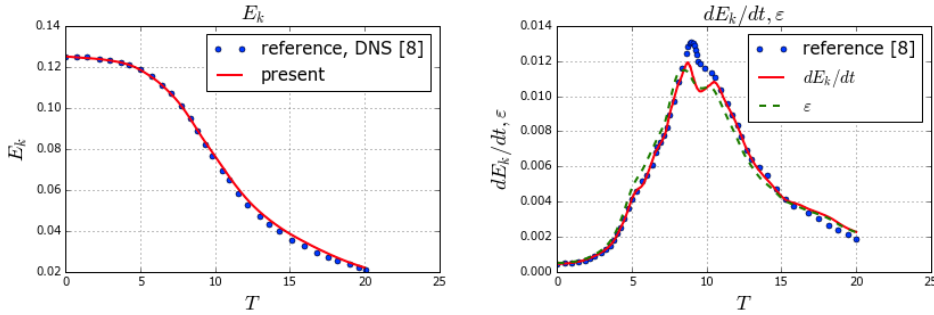 E_k
0.14
0.12
0.10
0.08
0.06
0.04
0.02
0
5
10
15
20
25
E_k
T
reference, DNS [8]
present
dE_k/dt, ε
0.014
0.012
0.010
0.008
0.006
0.004
0.002
0.000
0
5
10
15
20
25
dE_k/dt, ε
T
reference [8]
dE_k/dt
ε